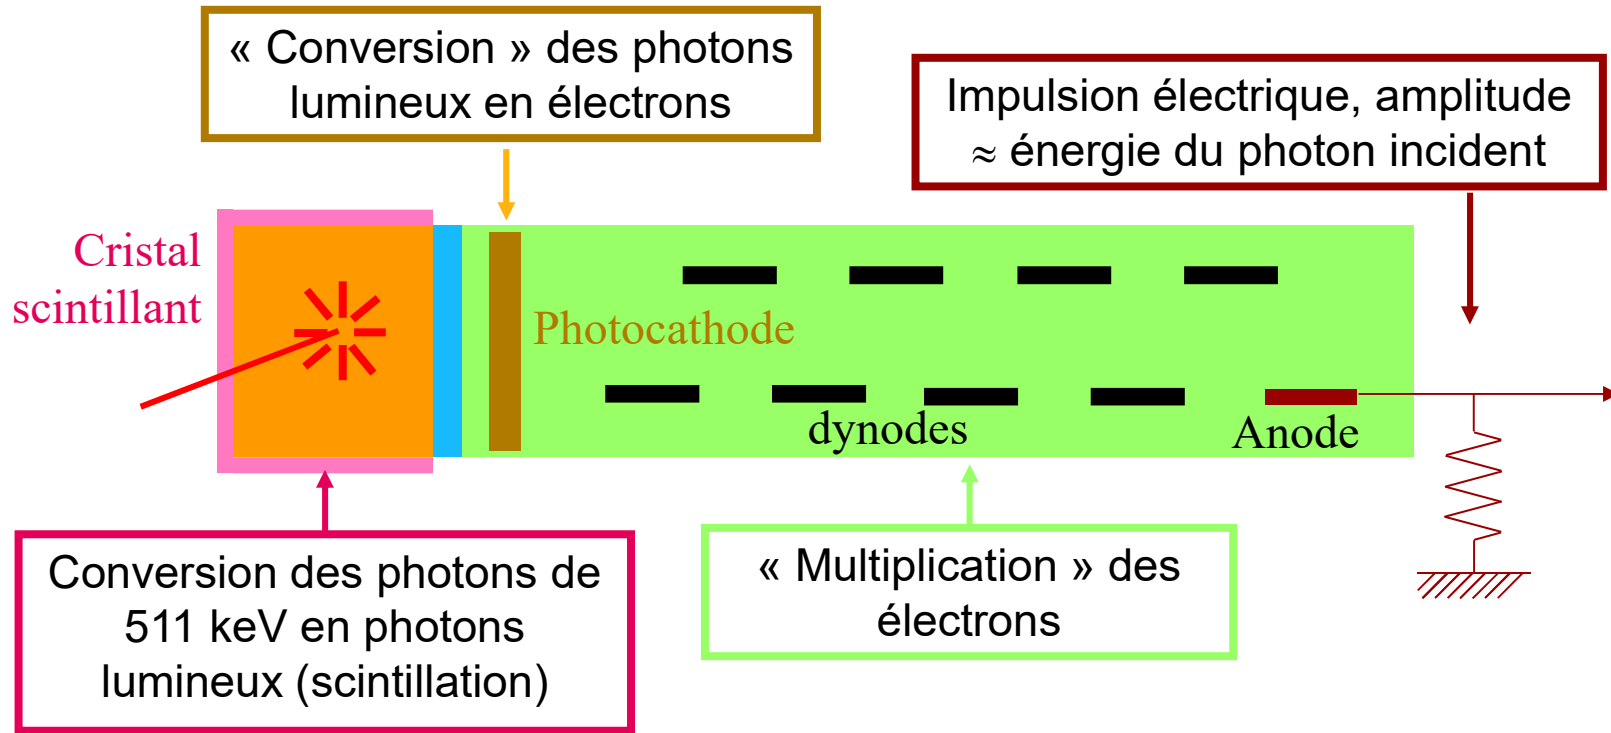 « Conversion » des photons
lumineux en électrons
Impulsion électrique, amplitude
≈ énergie du photon incident
Cristal
scintillant
Photocathode
dynodes
Anode
Conversion des photons de
511 keV en photons
lumineux (scintillation)
« Multiplication » des
électrons